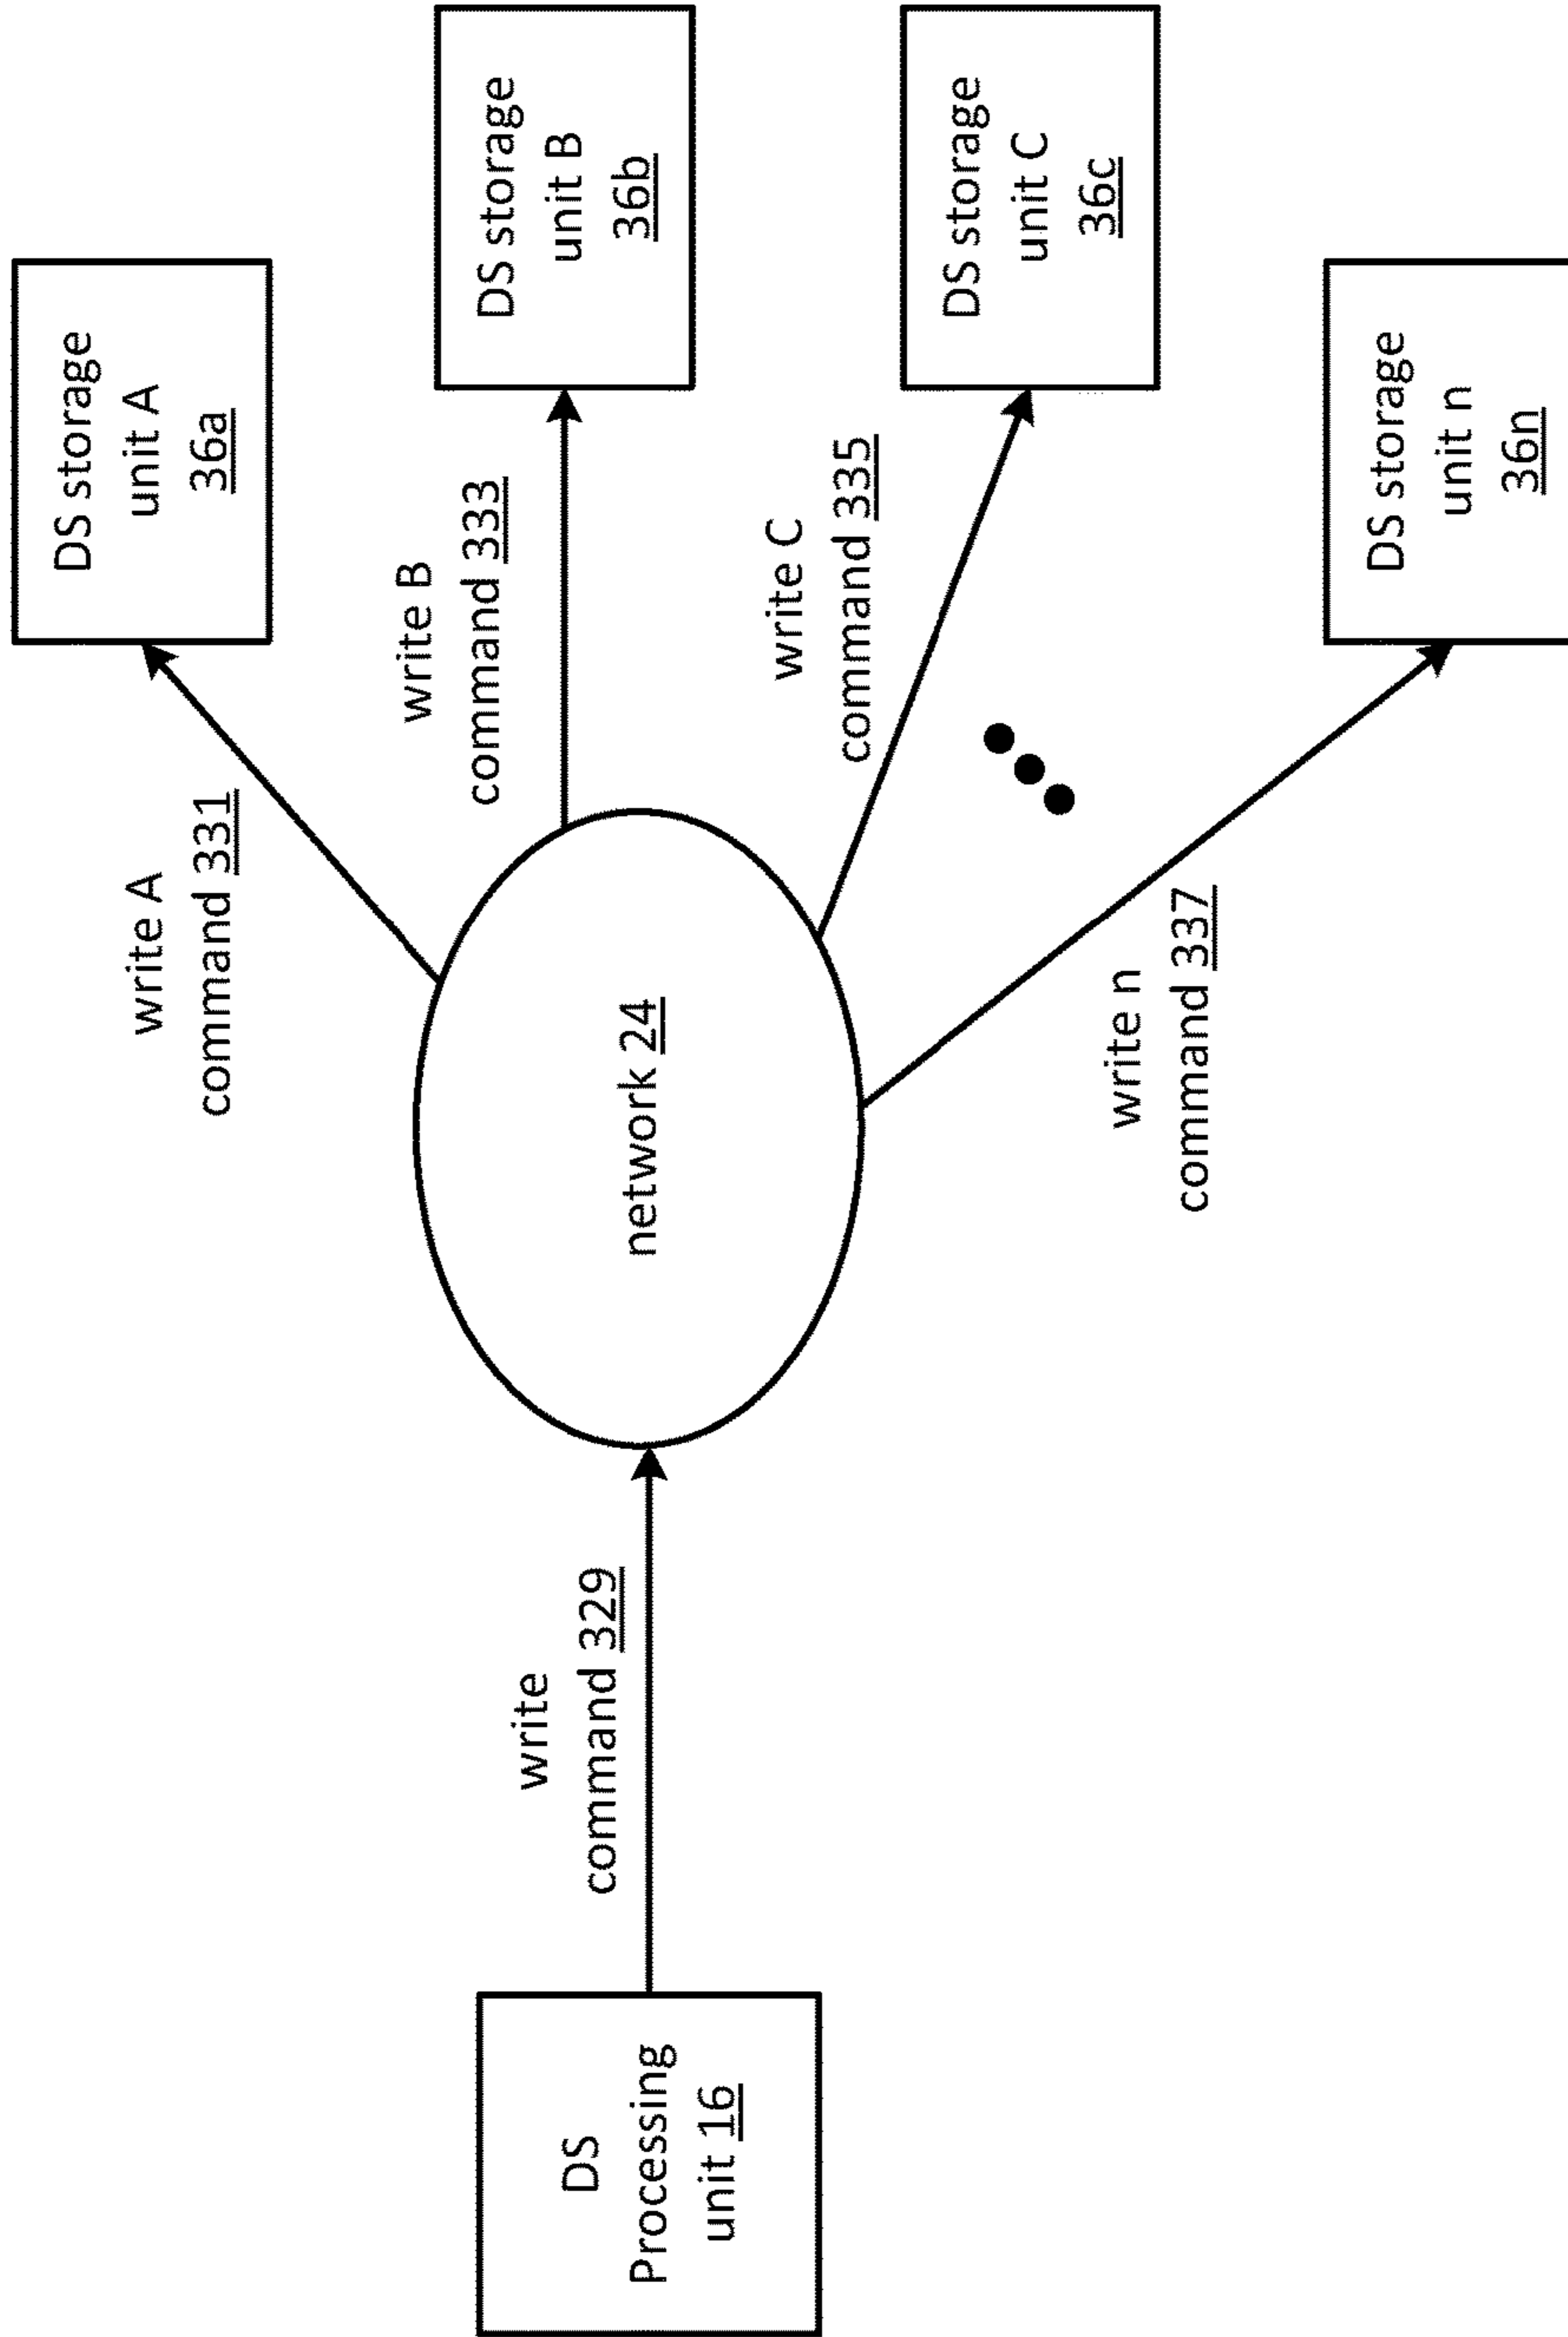 DS
Processing
unit 16
write
command 329
network 24
write A
command 331
DS storage
unit A
36a
write B
command 333
DS storage
unit B
36b
write C
command 335
DS storage
unit C
36c
write n
command 337
DS storage
unit n
36n